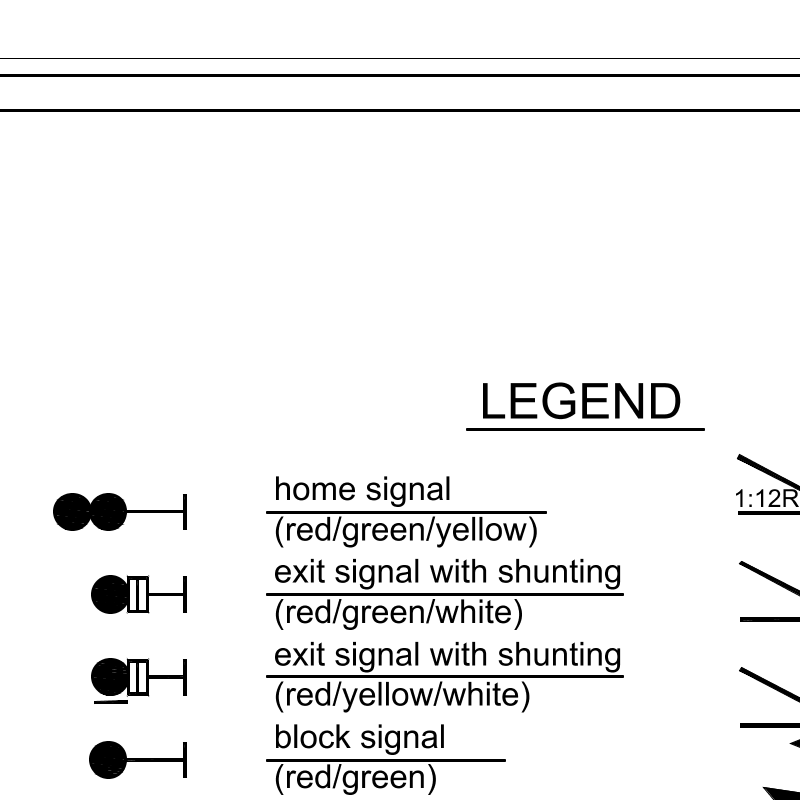 LEGEND
home signal
(red/green/yellow)
exit signal with shunting
(red/green/white)
exit signal with shunting
(red/yellow/white)
block signal
(red/green)
1:12R